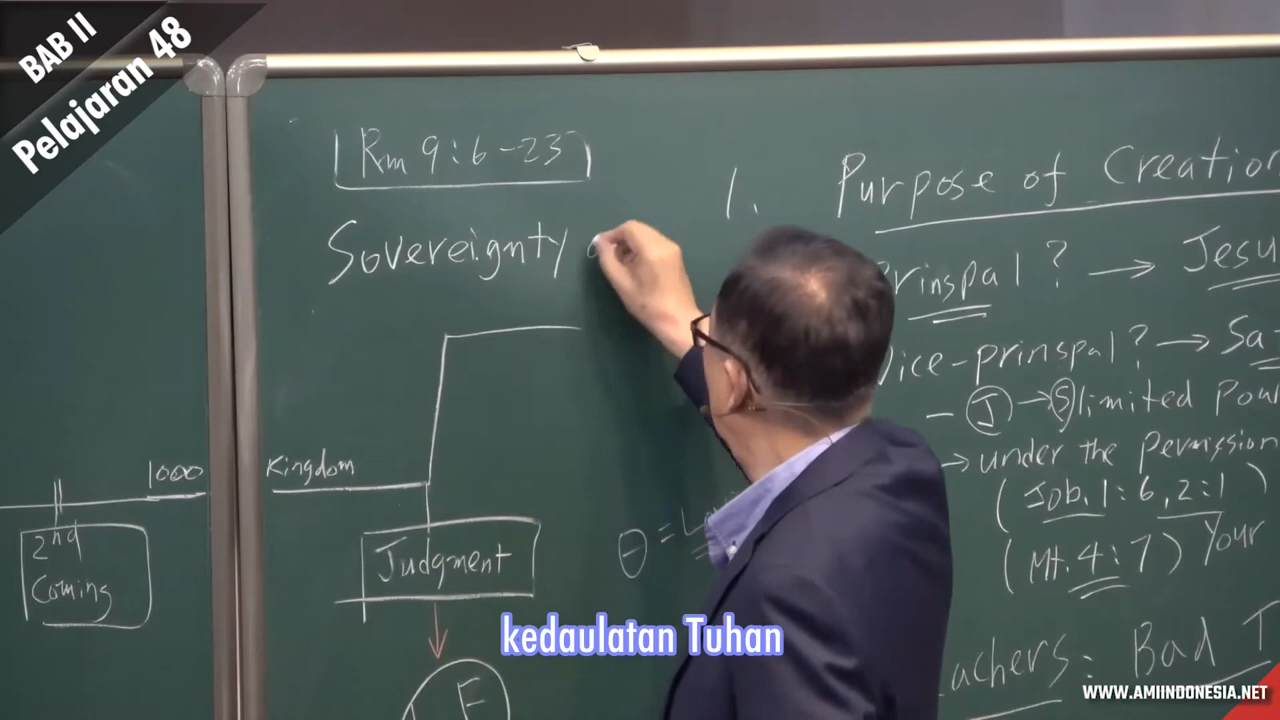 BAB II
Pelajaran 48
Rm 9:6-23
Sovereignty
1000
Kingdom
2nd
Coming
Judgment
1. Purpose of Creation
Prinspal? → Jesu
Vice-prinspal? → Sa
- J → S limited pow
→ under the permission
(Job. 1:6, 2:1)
(Mt. 4:7) Your
achers: Bad T
θ =
F
kedaulatan Tuhan
WWW.AMIINDONESIA.NET